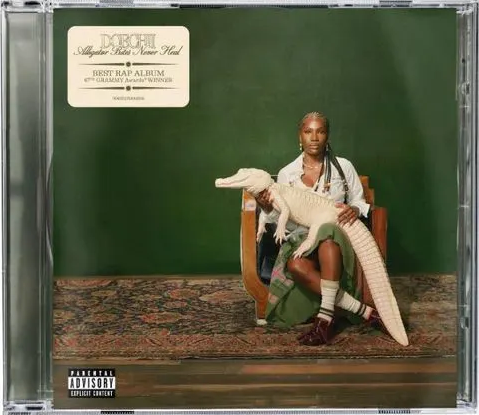 DOECHII
Alligator Bites Never Heal
BEST RAP ALBUM
67TH GRAMMY Awards® WINNER
PARENTAL
ADVISORY
EXPLICIT CONTENT